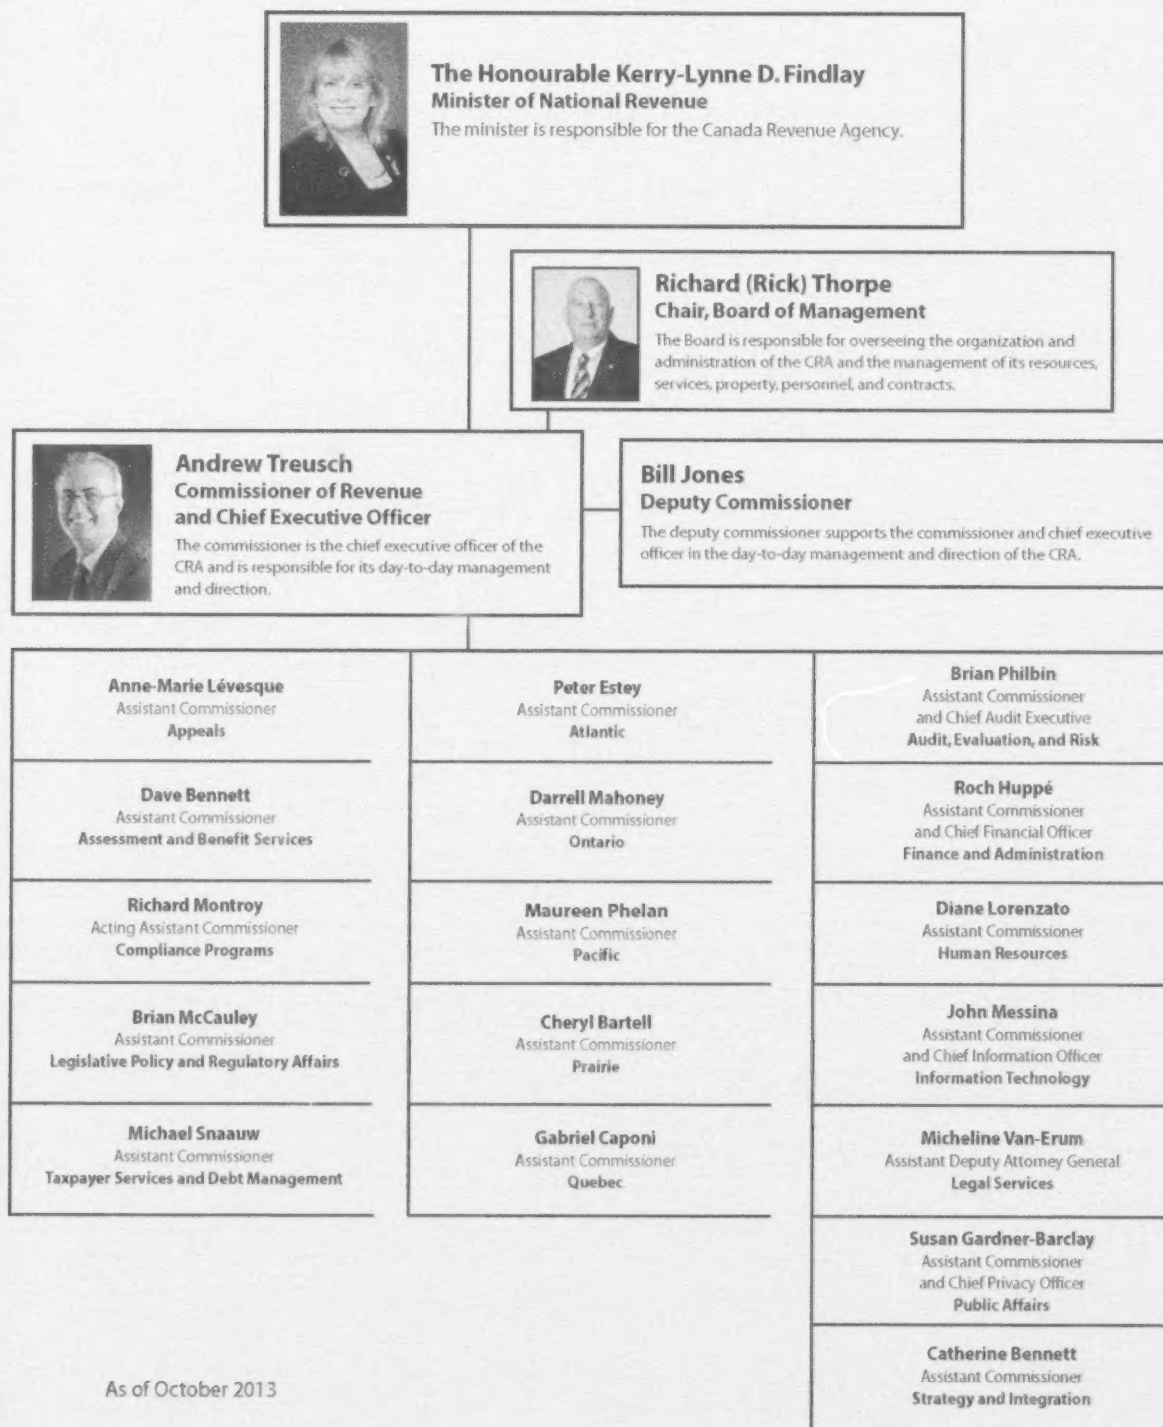 The Honourable Kerry-Lynne D. Findlay
Minister of National Revenue
The minister is responsible for the Canada Revenue Agency.
Richard (Rick) Thorpe
Chair, Board of Management
The Board is responsible for overseeing the organization and
administration of the CRA and the management of its resources,
services, property, personnel, and contracts.
Andrew Treusch
Commissioner of Revenue
and Chief Executive Officer
The commissioner is the chief executive officer of the
CRA and is responsible for its day-to-day management
and direction.
Bill Jones
Deputy Commissioner
The deputy commissioner supports the commissioner and chief executive
officer in the day-to-day management and direction of the CRA.
Anne-Marie Lévesque
Assistant Commissioner
Appeals
Dave Bennett
Assistant Commissioner
Assessment and Benefit Services
Richard Montroy
Acting Assistant Commissioner
Compliance Programs
Brian McCauley
Assistant Commissioner
Legislative Policy and Regulatory Affairs
Michael Snaauw
Assistant Commissioner
Taxpayer Services and Debt Management
Peter Estey
Assistant Commissioner
Atlantic
Darrell Mahoney
Assistant Commissioner
Ontario
Maureen Phelan
Assistant Commissioner
Pacific
Cheryl Bartell
Assistant Commissioner
Prairie
Gabriel Caponi
Assistant Commissioner
Quebec
Brian Philbin
Assistant Commissioner
and Chief Audit Executive
Audit, Evaluation, and Risk
Roch Huppé
Assistant Commissioner
and Chief Financial Officer
Finance and Administration
Diane Lorenzato
Assistant Commissioner
Human Resources
John Messina
Assistant Commissioner
and Chief Information Officer
Information Technology
Micheline Van-Erum
Assistant Deputy Attorney General
Legal Services
Susan Gardner-Barclay
Assistant Commissioner
and Chief Privacy Officer
Public Affairs
Catherine Bennett
Assistant Commissioner
Strategy and Integration
As of October 2013